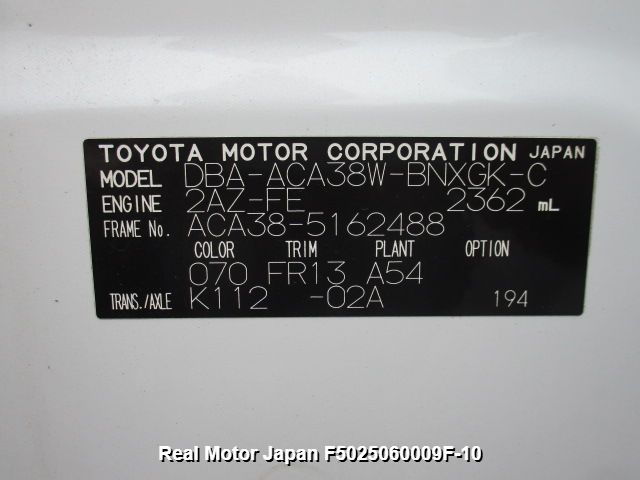 TOYOTA MOTOR CORPORATION JAPAN
MODEL DBA-ACA38W-BNXGK-C
ENGINE 2AZ-FE 2362 mL
FRAME No. ACA38-5162488
COLOR TRIM PLANT OPTION
070 FR13 A54
TRANS./AXLE K112 -02A 194
Real Motor Japan F5025060009F-10